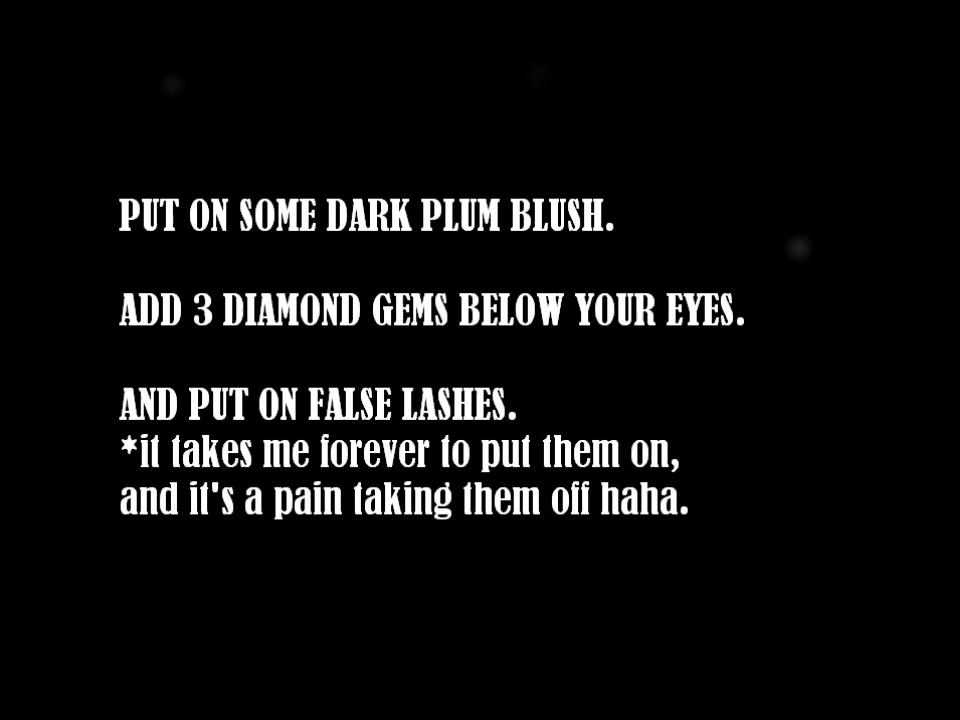 PUT ON SOME DARK PLUM BLUSH.
ADD 3 DIAMOND GEMS BELOW YOUR EYES.
AND PUT ON FALSE LASHES.
*it takes me forever to put them on,
and it's a pain taking them off haha.